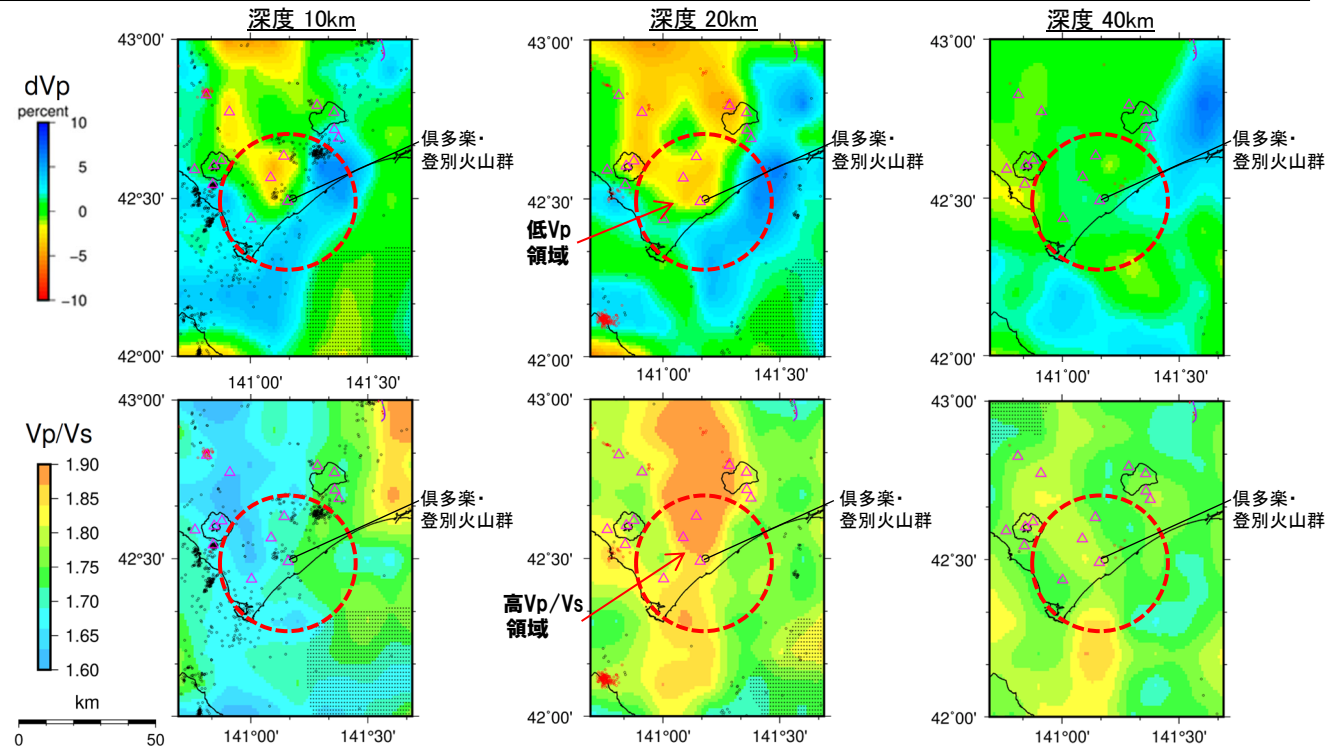 深度 10km
深度 20km
深度 40km
dVp
percent
10
5
0
−5
−10
43°00'
42°30'
42°00'
141°00'
141°30'
倶多楽・
登別火山群
43°00'
42°30'
42°00'
141°00'
141°30'
低Vp
領域
倶多楽・
登別火山群
43°00'
42°30'
42°00'
141°00'
141°30'
倶多楽・
登別火山群
Vp/Vs
1.90
1.85
1.80
1.75
1.70
1.65
1.60
km
0
50
43°00'
42°30'
42°00'
141°00'
141°30'
倶多楽・
登別火山群
43°00'
42°30'
42°00'
141°00'
141°30'
高Vp/Vs
領域
倶多楽・
登別火山群
43°00'
42°30'
42°00'
141°00'
141°30'
倶多楽・
登別火山群